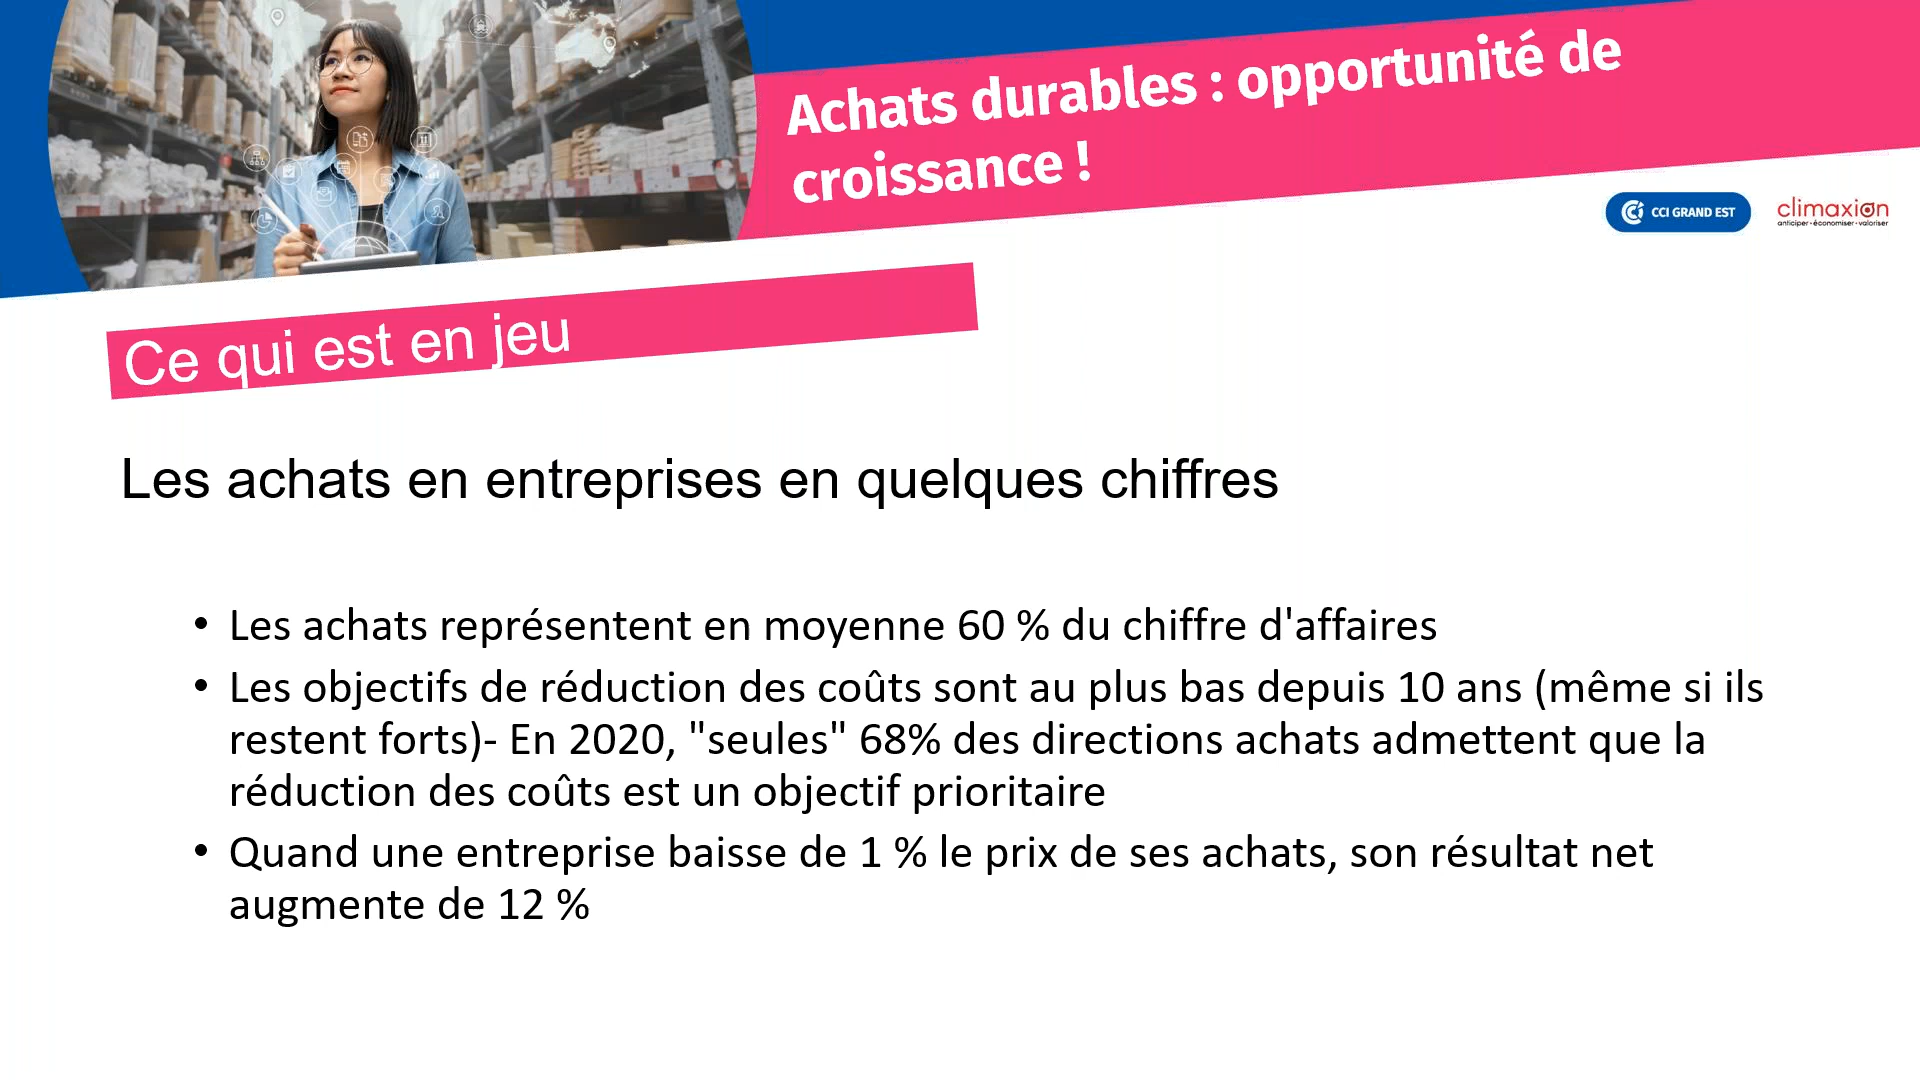 Achats durables : opportunité de
croissance !
CCI GRAND EST
climaxion
anticiper • économiser • valoriser
Ce qui est en jeu
Les achats en entreprises en quelques chiffres
• Les achats représentent en moyenne 60 % du chiffre d'affaires
• Les objectifs de réduction des coûts sont au plus bas depuis 10 ans (même si ils
restent forts)- En 2020, "seules" 68% des directions achats admettent que la
réduction des coûts est un objectif prioritaire
• Quand une entreprise baisse de 1 % le prix de ses achats, son résultat net
augmente de 12 %